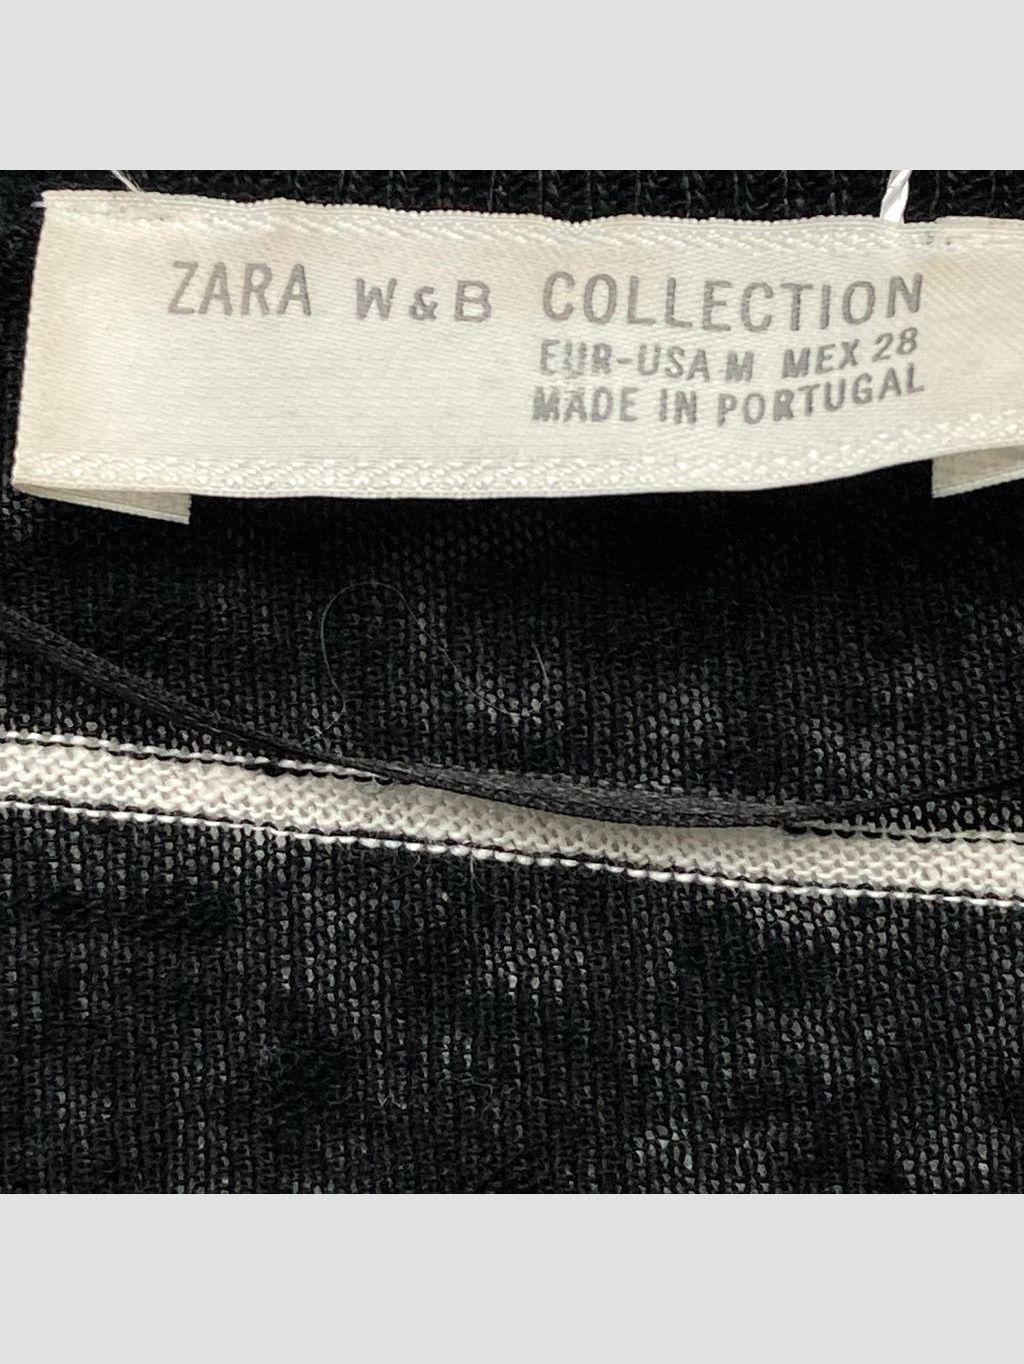 ZARA W & B COLLECTION
EUR-USA M MEX 28
MADE IN PORTUGAL